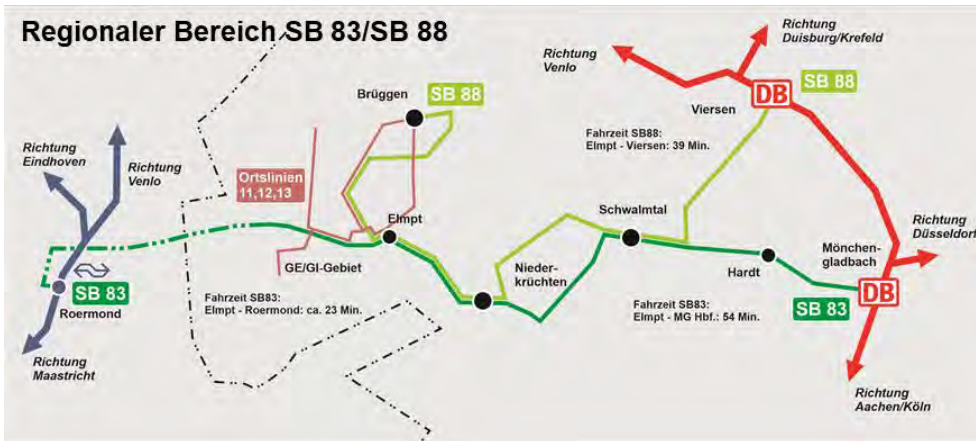 Regionaler Bereich SB 83/SB 88
Richtung
Duisburg/Krefeld
Richtung
Venlo
Brüggen
SB 88
DB
SB 88
Viersen
Fahrzeit SB88:
Elmpt - Viersen: 39 Min.
Richtung
Eindhoven
Richtung
Venlo
Ortslinien
11,12,13
Elmpt
Schwalmtal
Richtung
Düsseldorf
Mönchen-
gladbach
GE/GI-Gebiet
Nieder-
krüchten
Hardt
SB 83
Roermond
Fahrzeit SB83:
Elmpt - Roermond: ca. 23 Min.
Fahrzeit SB83:
Elmpt - MG Hbf.: 54 Min.
SB 83
DB
Richtung
Maastricht
Richtung
Aachen/Köln